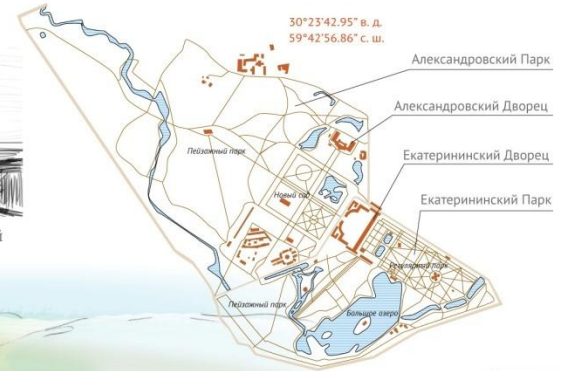 30°23'42.95" в. д.
59°42'56.86" с. ш.
Александровский Парк
Александровский Дворец
Екатерининский Дворец
Екатерининский Парк
Пейзажный парк
Новый сад
Регулярный парк
Пейзажный парк
Большое озеро
й